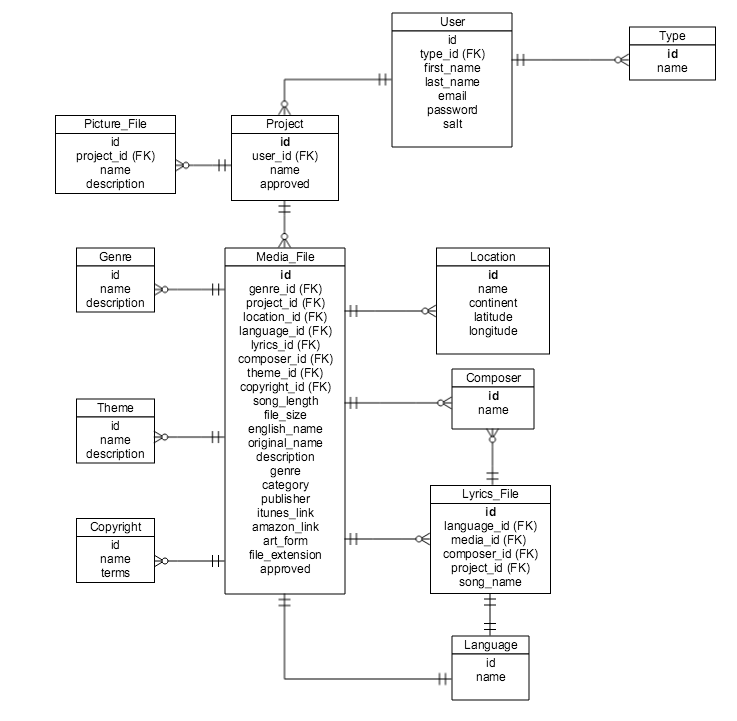 User
id
type_id (FK)
first_name
last_name
email
password
salt
Type
id
name
Picture_File
id
project_id (FK)
name
description
Project
id
user_id (FK)
name
approved
Genre
id
name
description
Media_File
id
genre_id (FK)
project_id (FK)
location_id (FK)
language_id (FK)
lyrics_id (FK)
composer_id (FK)
theme_id (FK)
copyright_id (FK)
song_length
file_size
english_name
original_name
description
genre
category
publisher
itunes_link
amazon_link
art_form
file_extension
approved
Location
id
name
continent
latitude
longitude
Composer
id
name
Theme
id
name
description
Lyrics_File
id
language_id (FK)
media_id (FK)
composer_id (FK)
project_id (FK)
song_name
Copyright
id
name
terms
Language
id
name